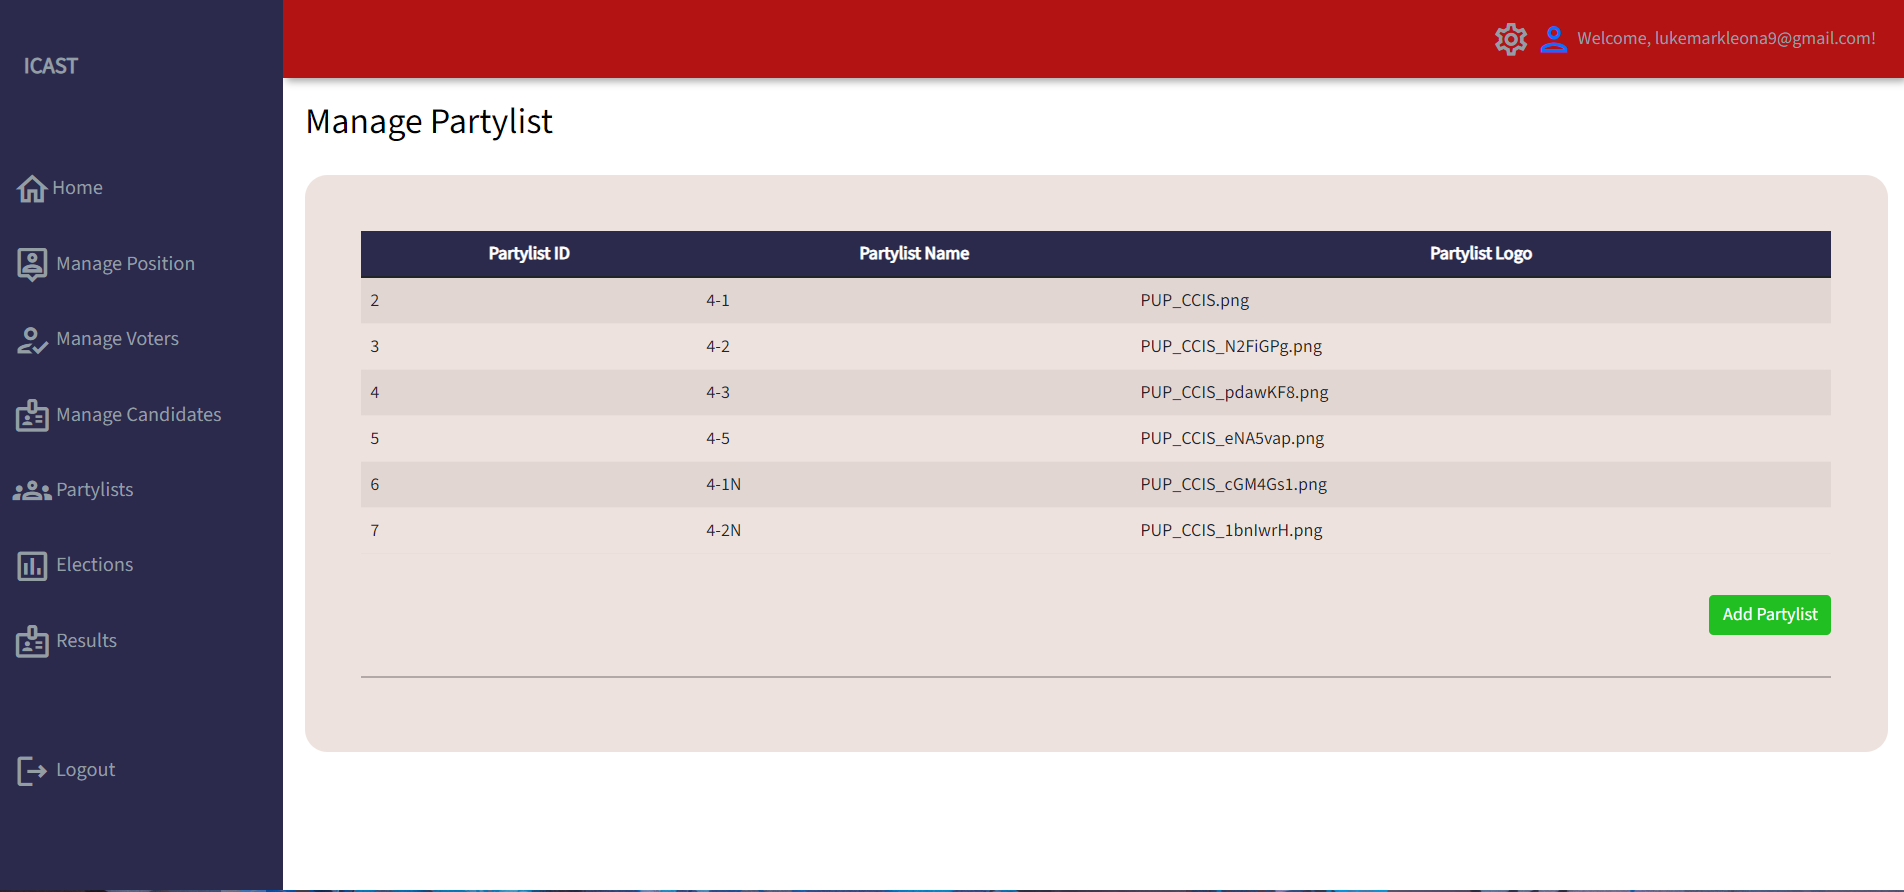 ICAST
Welcome, lukemarkleona9@gmail.com!
Home
Manage Position
Manage Voters
Manage Candidates
Partylists
Elections
Results
Logout
Manage Partylist
Partylist ID Partylist Name Partylist Logo
2 4-1 PUP_CCIS.png
3 4-2 PUP_CCIS_N2FiGPg.png
4 4-3 PUP_CCIS_pdawKF8.png
5 4-5 PUP_CCIS_eNA5vap.png
6 4-1N PUP_CCIS_cGM4Gs1.png
7 4-2N PUP_CCIS_1bnIwrH.png
Add Partylist